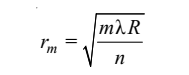 r_m = √(mλR / n)